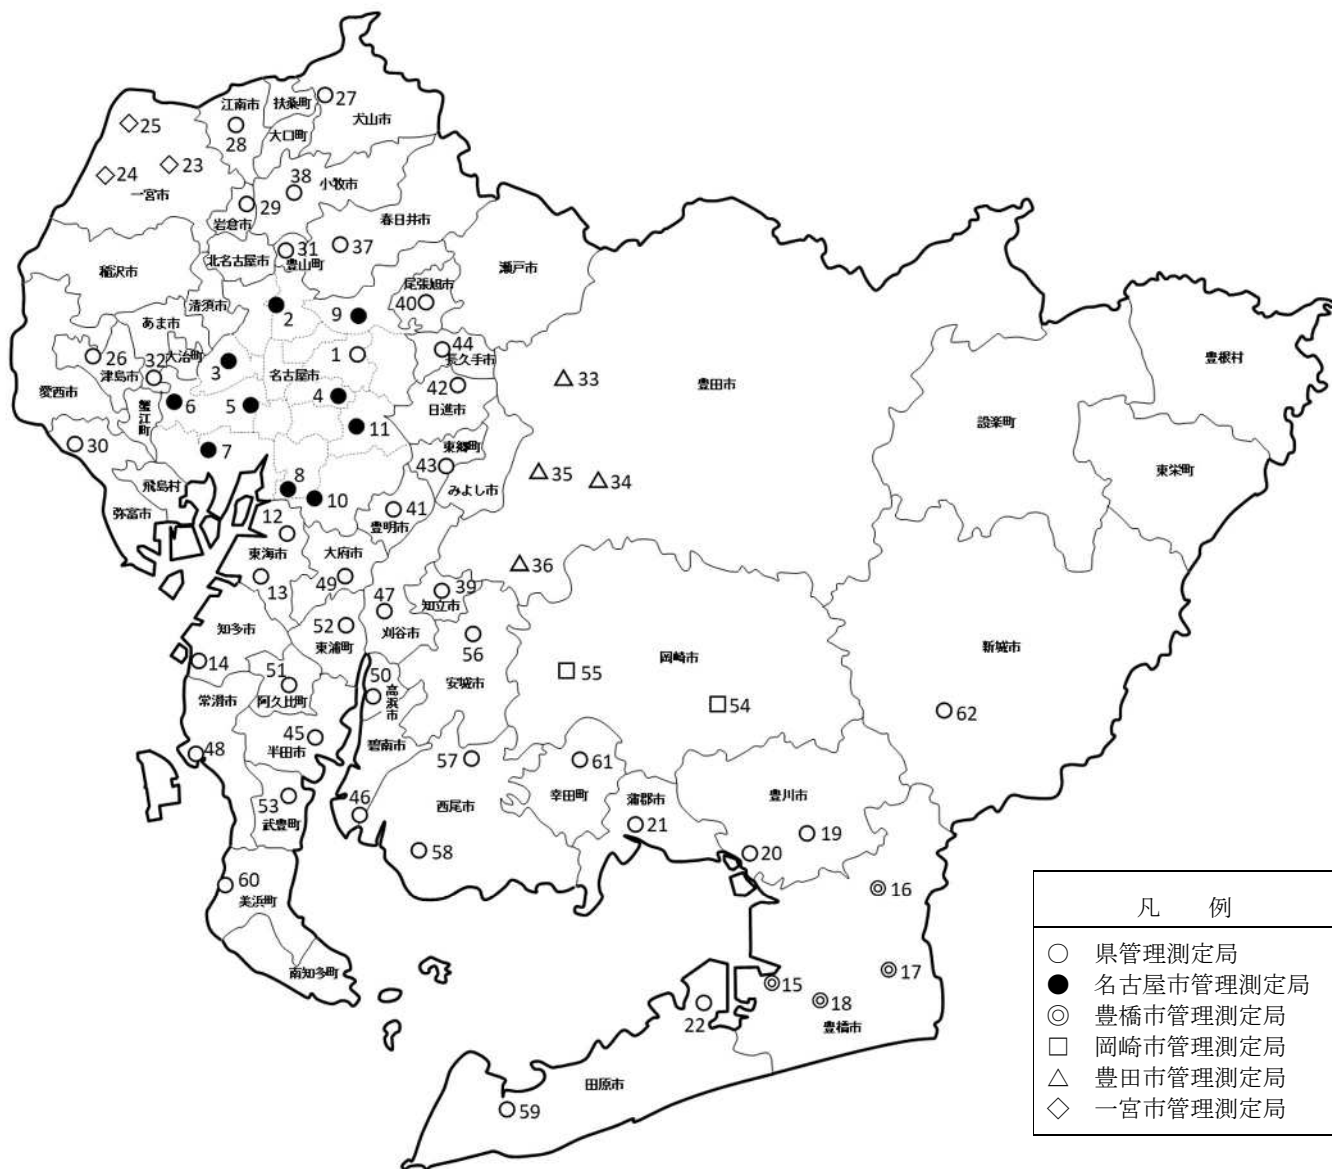 27
江南市
扶桑町
犬山市
25
28
大口町
23
24
38
小牧市
一宮市
29
岩倉市
春日井市
31
37
北名古屋市
豊山町
瀬戸市
稲沢市
尾張旭市
40
清須市
2
9
あま市
44
1
26
32
大治町
長久手市
津島市
3
名古屋市
33
豊田市
豊根村
愛西市
42
4
日進市
6
5
蟹江町
11
設楽町
30
7
東郷町
43
35
34
東栄町
飛島村
8
みよし市
弥富市
10
41
豊明市
12
東海市
大府市
36
13
49
47
39
知立市
知多市
52
刈谷市
東浦町
56
新城市
14
51
岡崎市
55
50
安城市
常滑市
阿久比町
高浜市
54
62
45
48
半田市
碧南市
57
61
53
46
幸田町
蒲郡市
豊川市
武豊町
西尾市
21
19
58
20
60
16
美浜町
南知多町
17
15
18
22
豊橋市
田原市
59
凡 例
○ 県管理測定局
● 名古屋市管理測定局
◎ 豊橋市管理測定局
□ 岡崎市管理測定局
△ 豊田市管理測定局
◇ 一宮市管理測定局